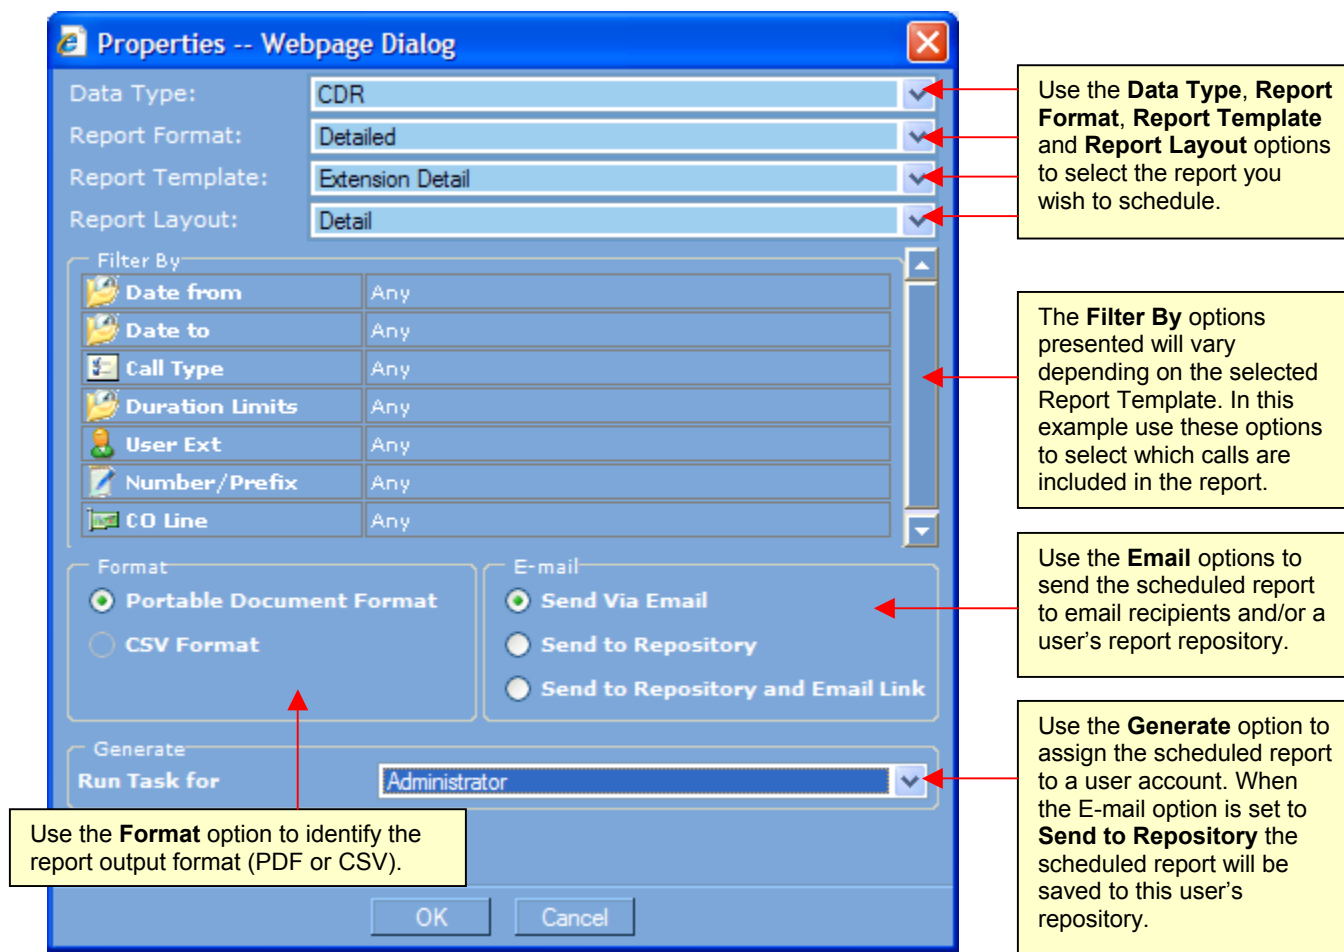 Properties -- Webpage Dialog
Data Type: CDR
Report Format: Detailed
Report Template: Extension Detail
Report Layout: Detail
Filter By
Date from Any
Date to Any
Call Type Any
Duration Limits Any
User Ext Any
Number/Prefix Any
CO Line Any
Format
Portable Document Format
CSV Format
E-mail
Send Via Email
Send to Repository
Send to Repository and Email Link
Generate
Run Task for Administrator
OK Cancel
Use the Format option to identify the
report output format (PDF or CSV).
Use the Data Type, Report
Format, Report Template
and Report Layout options
to select the report you
wish to schedule.
The Filter By options
presented will vary
depending on the selected
Report Template. In this
example use these options
to select which calls are
included in the report.
Use the Email options to
send the scheduled report
to email recipients and/or a
user's report repository.
Use the Generate option to
assign the scheduled report
to a user account. When
the E-mail option is set to
Send to Repository the
scheduled report will be
saved to this user's
repository.